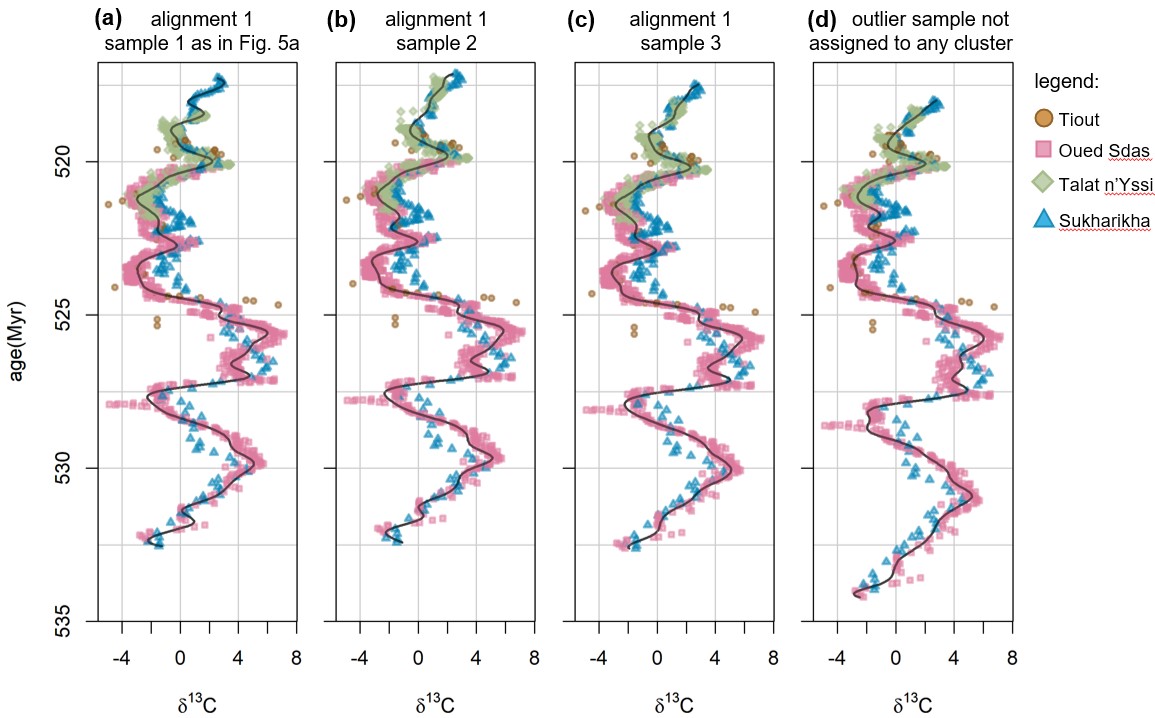 (a) alignment 1
sample 1 as in Fig. 5a
(b) alignment 1
sample 2
(c) alignment 1
sample 3
(d) outlier sample not
assigned to any cluster
legend:
Tiout
Oued Sdas
Talat n'Yssi
Sukharikha
age(Myr)
520
525
530
535
-4 0 4 8
-4 0 4 8
-4 0 4 8
-4 0 4 8
δ¹³C
δ¹³C
δ¹³C
δ¹³C